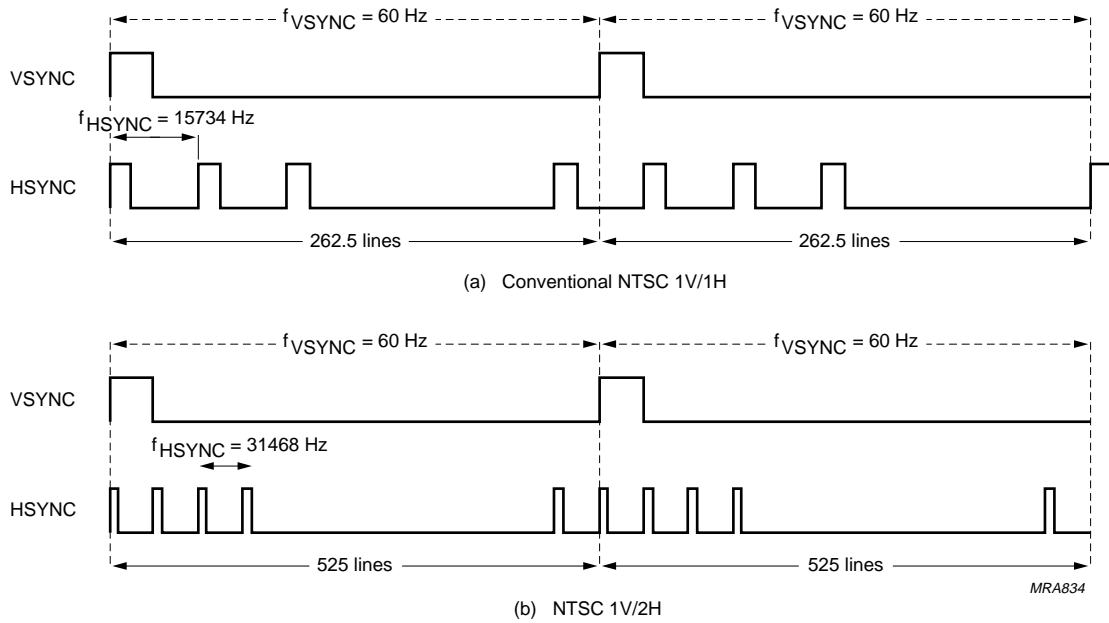 fVSYNC = 60 Hz fVSYNC = 60 Hz
VSYNC
fHSYNC = 15734 Hz
HSYNC
262.5 lines 262.5 lines
(a) Conventional NTSC 1V/1H
fVSYNC = 60 Hz fVSYNC = 60 Hz
VSYNC
fHSYNC = 31468 Hz
HSYNC
525 lines 525 lines
MRA834
(b) NTSC 1V/2H